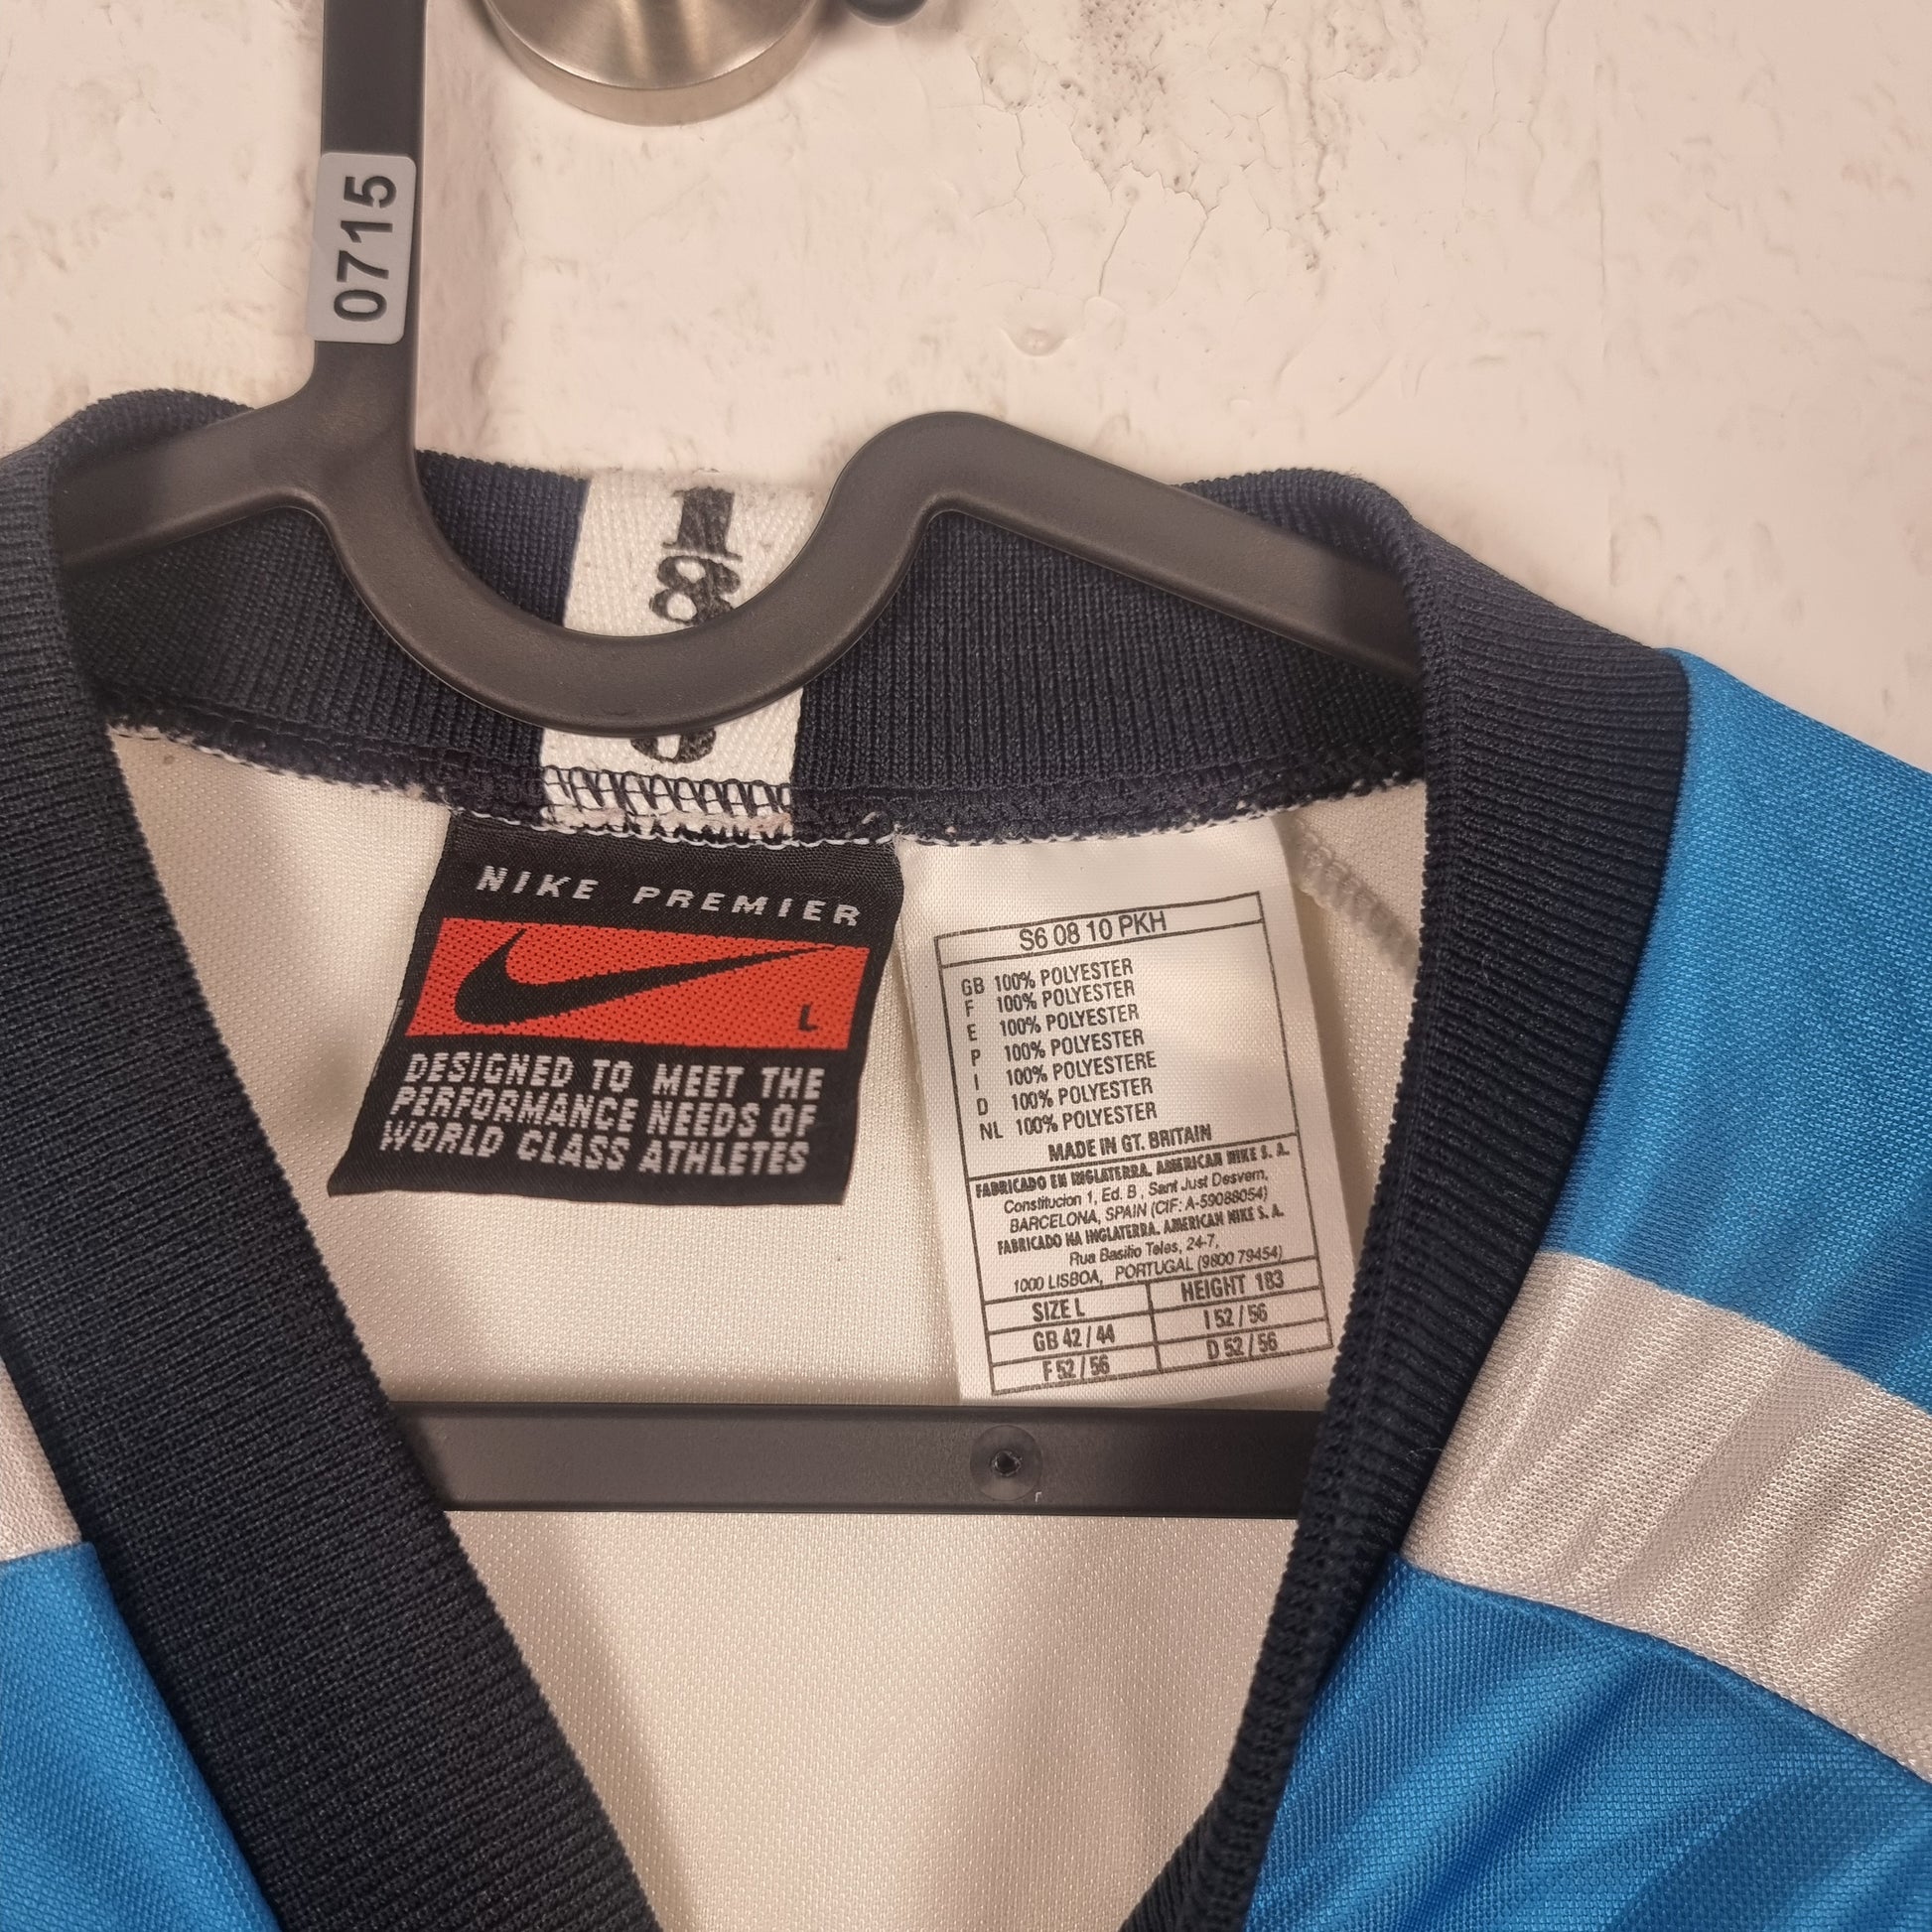 0715
1
8
NIKE PREMIER
L
DESIGNED TO MEET THE
PERFORMANCE NEEDS OF
WORLD CLASS ATHLETES
S6 08 10 PKH
GB 100% POLYESTER
F 100% POLYESTER
E 100% POLYESTER
P 100% POLYESTER
I 100% POLYESTERE
D 100% POLYESTER
NL 100% POLYESTER
MADE IN GT. BRITAIN
FABRICADO EN INGLATERRA. AMERICAN NIKE S. A.
Constitucion 1, Ed. B, Sant Just Desvern,
BARCELONA, SPAIN (CIF: A-59088054)
FABRICADO NA INGLATERRA. AMERICAN NIKE S. A.
Rua Basilio Teles, 24-7,
1000 LISBOA, PORTUGAL (9800 79454)
SIZE L HEIGHT 183
GB 42 / 44 I 52 / 56
F 52 / 56 D 52 / 56